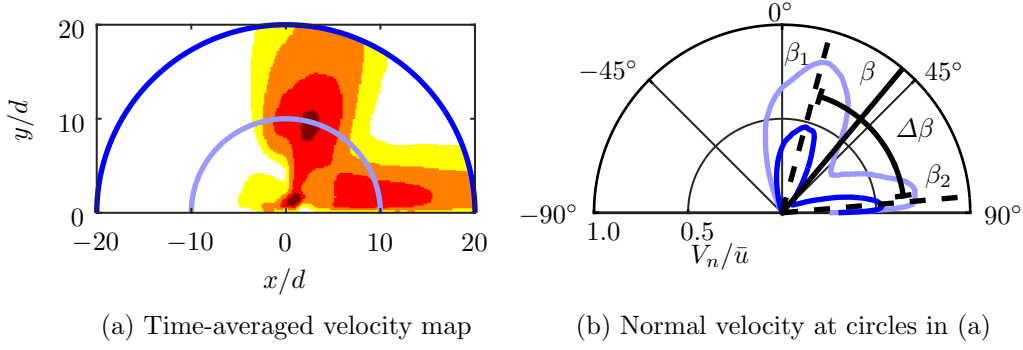 20
10
0
y/d
−20
−10
0
10
20
x/d
(a) Time-averaged velocity map
0°
−45°
45°
−90°
90°
β₁
β
Δβ
β₂
1.0
0.5
Vₙ/ū
(b) Normal velocity at circles in (a)